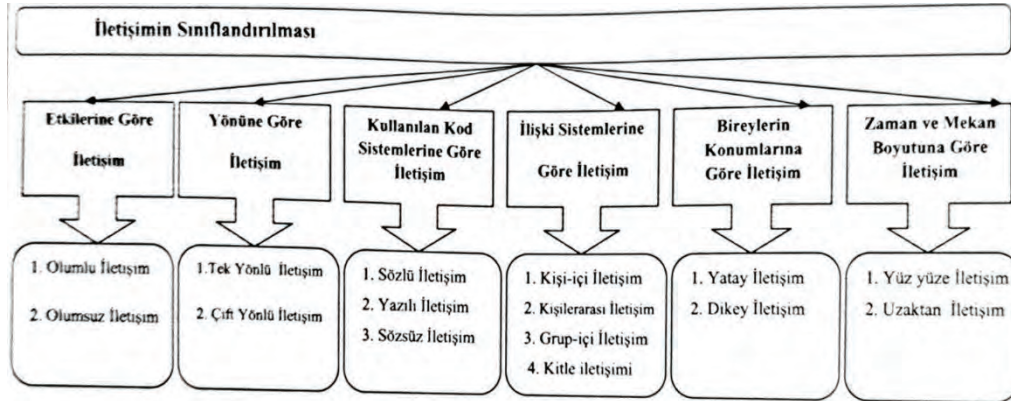 İletişimin Sınıflandırılması
Etkilerine Göre
İletişim
Yönüne Göre
İletişim
Kullanılan Kod
Sistemlerine Göre
İletişim
İlişki Sistemlerine
Göre İletişim
Bireylerin
Konumlarına
Göre İletişim
Zaman ve Mekan
Boyutuna Göre
İletişim
1. Olumlu İletişim
2. Olumsuz İletişim
1.Tek Yönlü İletişim
2. Çift Yönlü İletişim
1. Sözlü İletişim
2. Yazılı İletişim
3. Sözsüz İletişim
1. Kişi-içi İletişim
2. Kişilerarası İletişim
3. Grup-içi İletişim
4. Kitle iletişimi
1. Yatay İletişim
2. Dikey İletişim
1. Yüz yüze İletişim
2. Uzaktan İletişim